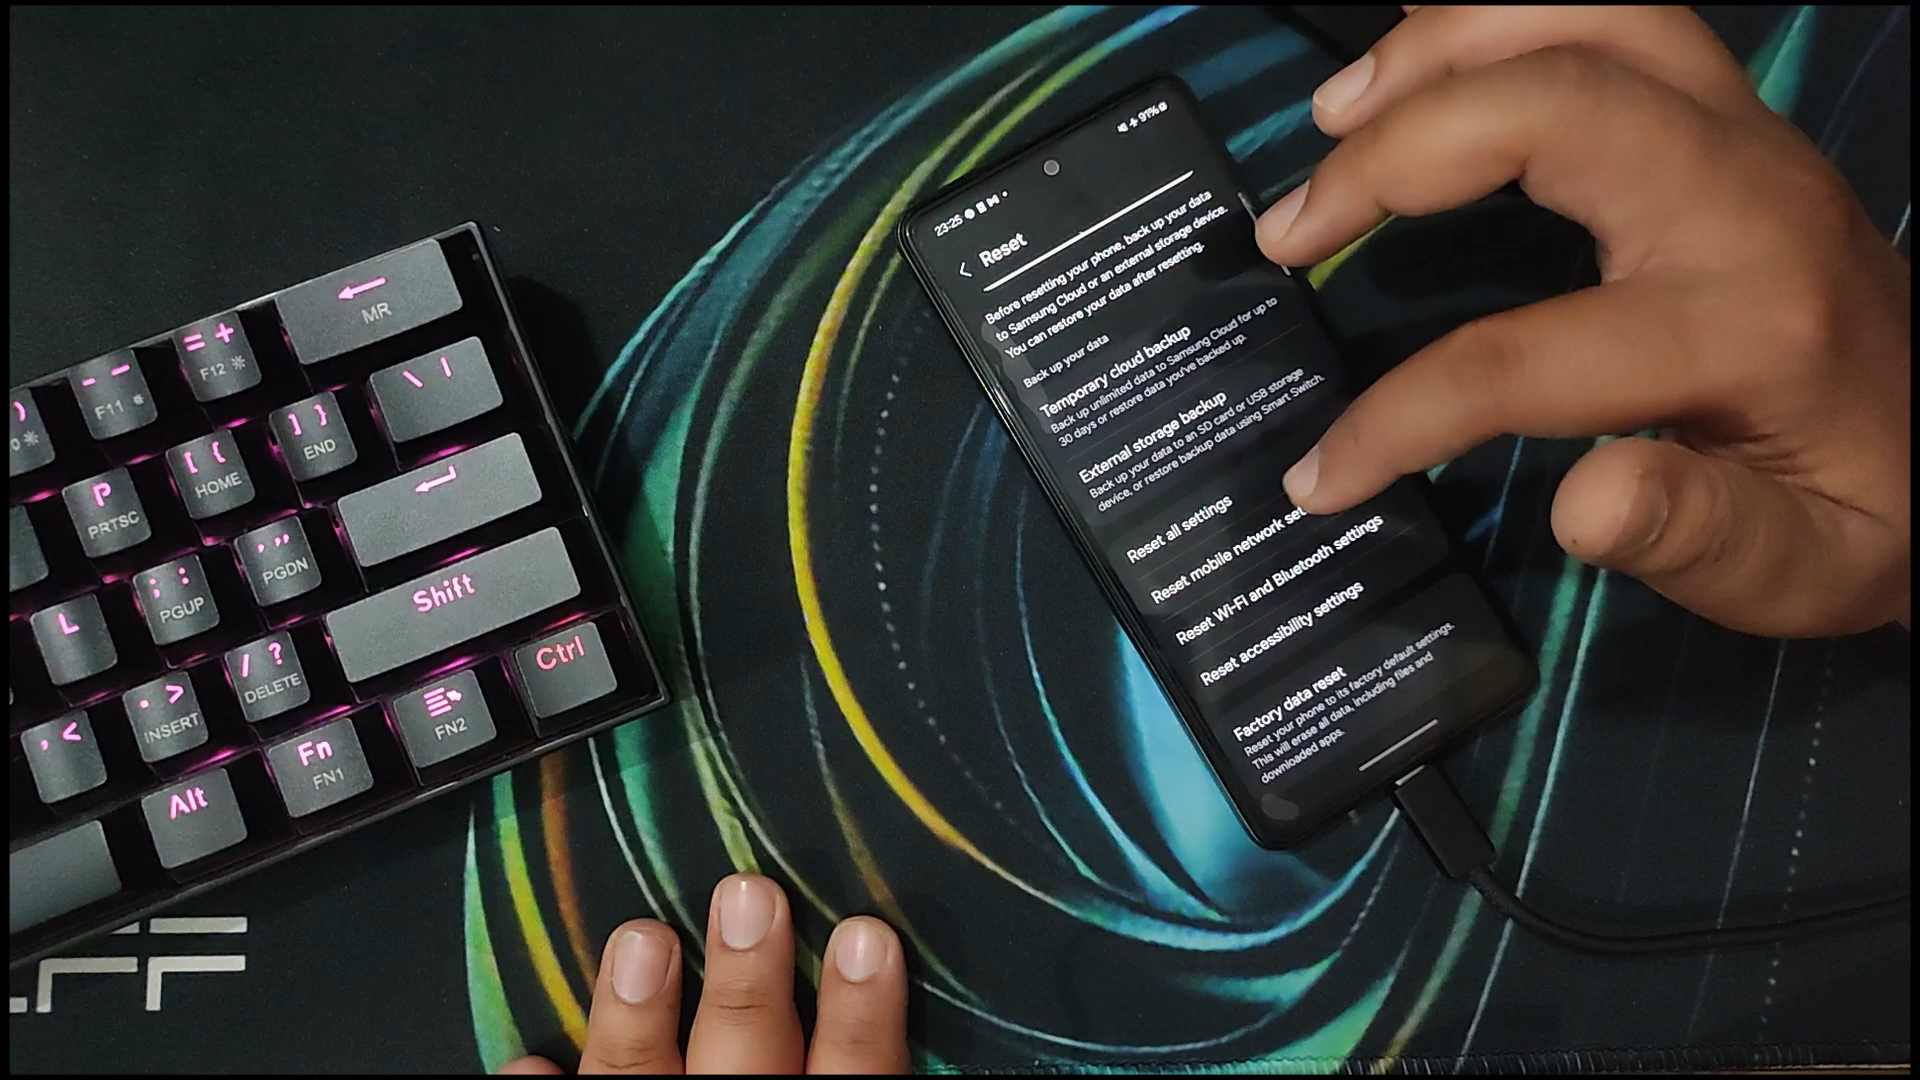 23:25
91%
Reset
Before resetting your phone, back up your data
to Samsung Cloud or an external storage device.
You can restore your data after resetting.
Back up your data
Temporary cloud backup
Back up unlimited data to Samsung Cloud for up to
30 days or restore data you've backed up.
External storage backup
Back up your data to an SD card or USB storage
device, or restore backup data using Smart Switch.
Reset all settings
Reset mobile network set
Reset Wi-Fi and Bluetooth settings
Reset accessibility settings
Factory data reset
Reset your phone to its factory default settings.
This will erase all data, including files and
downloaded apps.
MR
= +
F12
- -
F11
)
\ |
] }
END
[ {
HOME
P
PRTSC
Shift
' "
PGDN
; :
PGUP
L
Ctrl
/ ?
DELETE
. >
INSERT
, <
FN2
Fn
FN1
Alt